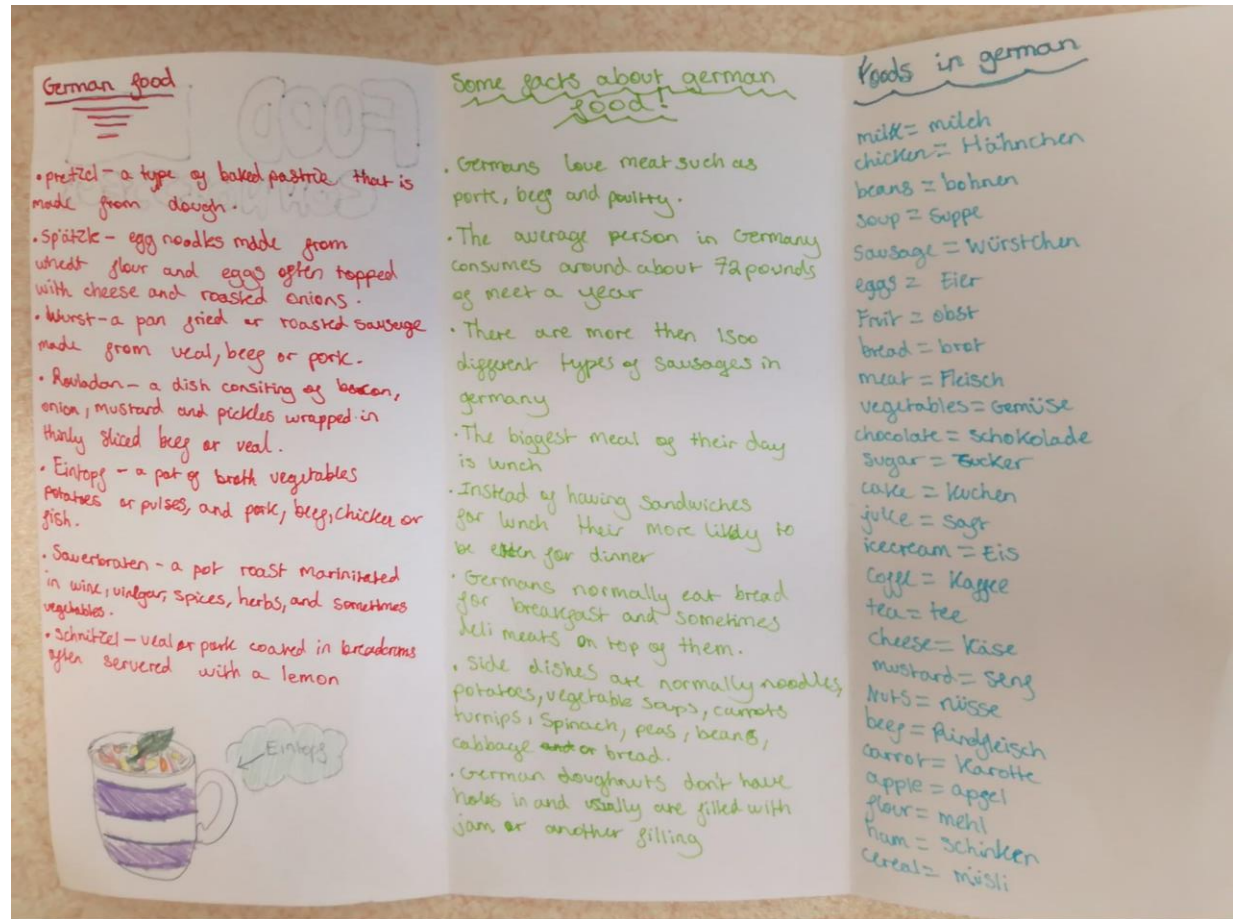 German food
• pretzel - a type of baked pastrie that is
made from dough.
• Spätzle - egg noodles made from
wheat flour and eggs often topped
with cheese and roasted onions.
• Wurst - a pan fried or roasted sausage
made from veal, beef or pork.
• Rouladan - a dish consiting of bacon,
onion, mustard and pickles wrapped in
thinly sliced beef or veal.
• Eintopf - a pot of broth vegetables
potatoes or pulses, and pork, beef, chicken or
fish.
• Sauerbraten - a pot roast marinitated
in wine, vinegar, spices, herbs, and sometimes
vegetables.
• Schnitzel - veal or pork coated in breadcrums
often servered with a lemon
Eintopf
Some facts about german
food!
• Germans love meat such as
pork, beef and poultry.
• The average person in Germany
consumes around about 72 pounds
of meet a year
• There are more then 1500
different types of sausages in
germany
• The biggest meal of their day
is lunch
• Instead of having sandwiches
for lunch their more likley to
be eaten for dinner
• Germans normally eat bread
for breakfast and sometimes
deli meats on top of them.
• Side dishes are normally noodles,
potatoes, vegetable soups, carrots
turnips, Spinach, peas, beans,
cabbage or bread.
• German doughnuts don't have
holes in and usually are filled with
jam or another filling
Foods in german
milk = milch
chicken = Hähnchen
beans = bohnen
soup = Suppe
Sausage = Würstchen
eggs = Eier
Fruit = obst
bread = brot
meat = Fleisch
vegetables = Gemüse
chocolate = schokolade
sugar = Zucker
cake = kuchen
juice = saft
icecream = Eis
Coffe = Kaffee
tea = tee
cheese = Käse
mustard = senf
Nuts = nüsse
beef = Rindfleisch
carrot = Karotte
apple = apfel
flour = mehl
ham = Schinken
cereal = müsli